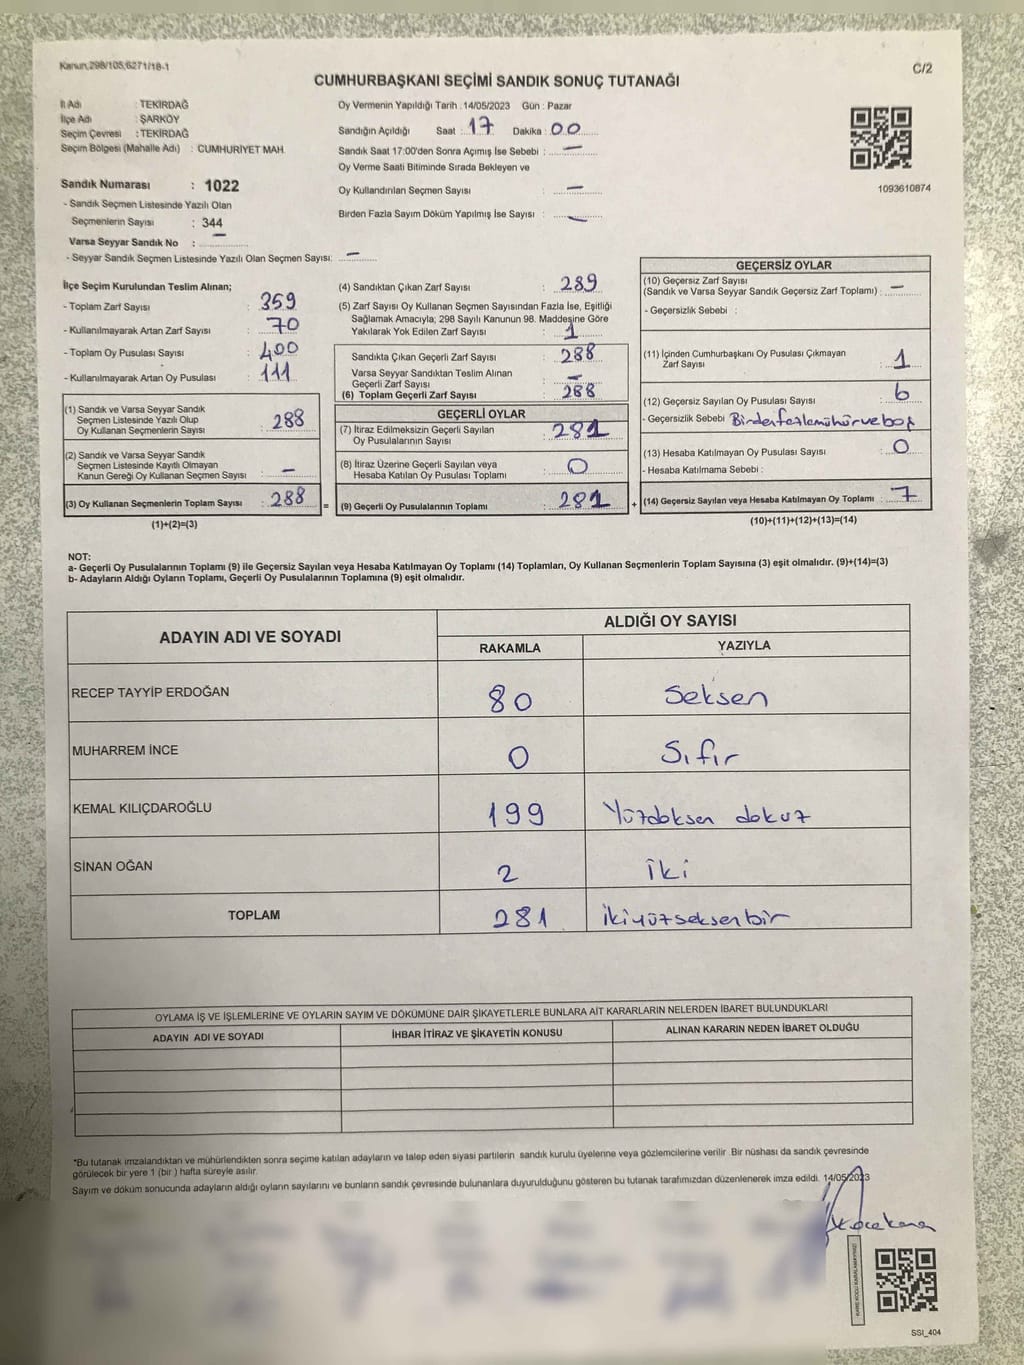 Kanun,298/105,6271/18-1
C/2
CUMHURBAŞKANI SEÇİMİ SANDIK SONUÇ TUTANAĞI
İl Adı : TEKİRDAĞ
İlçe Adı : ŞARKÖY
Seçim Çevresi : TEKİRDAĞ
Seçim Bölgesi (Mahalle Adı) : CUMHURİYET MAH.
Sandık Numarası : 1022
- Sandık Seçmen Listesinde Yazılı Olan
Seçmenlerin Sayısı : 344
Varsa Seyyar Sandık No : —
- Seyyar Sandık Seçmen Listesinde Yazılı Olan Seçmen Sayısı: —
Oy Vermenin Yapıldığı Tarih : 14/05/2023 Gün : Pazar
Sandığın Açıldığı Saat : 17 Dakika : 00
Sandık Saat 17:00'den Sonra Açımış İse Sebebi : —
Oy Verme Saati Bitiminde Sırada Bekleyen ve
Oy Kullandırılan Seçmen Sayısı : —
Birden Fazla Sayım Döküm Yapılmış İse Sayısı : —
1093610874
İlçe Seçim Kurulundan Teslim Alınan;
- Toplam Zarf Sayısı : 359
- Kullanılmayarak Artan Zarf Sayısı : 70
- Toplam Oy Pusulası Sayısı : 400
- Kullanılmayarak Artan Oy Pusulası : 111
(1) Sandık ve Varsa Seyyar Sandık
Seçmen Listesinde Yazılı Olup
Oy Kullanan Seçmenlerin Sayısı : 288
(2) Sandık ve Varsa Seyyar Sandık
Seçmen Listesinde Kayıtlı Olmayan
Kanun Gereği Oy Kullanan Seçmen Sayısı : —
(3) Oy Kullanan Seçmenlerin Toplam Sayısı : 288 =
(1)+(2)=(3)
(4) Sandıktan Çıkan Zarf Sayısı : 289
(5) Zarf Sayısı Oy Kullanan Seçmen Sayısından Fazla İse, Eşitliği
Sağlamak Amacıyla; 298 Sayılı Kanunun 98. Maddesine Göre
Yakılarak Yok Edilen Zarf Sayısı : 1
Sandıkta Çıkan Geçerli Zarf Sayısı : 288
Varsa Seyyar Sandıktan Teslim Alınan
Geçerli Zarf Sayısı : —
(6) Toplam Geçerli Zarf Sayısı : 288
GEÇERLİ OYLAR
(7) İtiraz Edilmeksizin Geçerli Sayılan
Oy Pusulalarının Sayısı : 281
(8) İtiraz Üzerine Geçerli Sayılan veya
Hesaba Katılan Oy Pusulası Toplamı : 0
(9) Geçerli Oy Pusulalarının Toplamı : 281 +
GEÇERSİZ OYLAR
(10) Geçersiz Zarf Sayısı
(Sandık ve Varsa Seyyar Sandık Geçersiz Zarf Toplamı) : —
- Geçersizlik Sebebi :
(11) İçinden Cumhurbaşkanı Oy Pusulası Çıkmayan
Zarf Sayısı : 1
(12) Geçersiz Sayılan Oy Pusulası Sayısı : 6
- Geçersizlik Sebebi : Birden fazla mühür ve boş
(13) Hesaba Katılmayan Oy Pusulası Sayısı : 0
- Hesaba Katılmama Sebebi :
(14) Geçersiz Sayılan veya Hesaba Katılmayan Oy Toplamı : 7
(10)+(11)+(12)+(13)=(14)
NOT:
a- Geçerli Oy Pusulalarının Toplamı (9) ile Geçersiz Sayılan veya Hesaba Katılmayan Oy Toplamı (14) Toplamları, Oy Kullanan Seçmenlerin Toplam Sayısına (3) eşit olmalıdır. (9)+(14)=(3)
b- Adayların Aldığı Oyların Toplamı, Geçerli Oy Pusulalarının Toplamına (9) eşit olmalıdır.
ADAYIN ADI VE SOYADI
ALDIĞI OY SAYISI
RAKAMLA YAZIYLA
RECEP TAYYİP ERDOĞAN 80 Seksen
MUHARREM İNCE 0 Sıfır
KEMAL KILIÇDAROĞLU 199 Yüzdoksan dokuz
SİNAN OĞAN 2 İki
TOPLAM 281 İkiyüzseksenbir
OYLAMA İŞ VE İŞLEMLERİNE VE OYLARIN SAYIM VE DÖKÜMÜNE DAİR ŞİKAYETLERLE BUNLARA AİT KARARLARIN NELERDEN İBARET BULUNDUKLARI
ADAYIN ADI VE SOYADI İHBAR İTİRAZ VE ŞİKAYETİN KONUSU ALINAN KARARIN NEDEN İBARET OLDUĞU
*Bu tutanak imzalandıktan ve mühürlendikten sonra seçime katılan adayların ve talep eden siyasi partilerin sandık kurulu üyelerine veya gözlemcilerine verilir. Bir nüshası da sandık çevresinde
görülecek bir yere 1 (bir ) hafta süreyle asılır.
Sayım ve döküm sonucunda adayların aldığı oyların sayılarını ve bunların sandık çevresinde bulunanlara duyurulduğunu gösteren bu tutanak tarafımızdan düzenlenerek imza edildi. 14/05/2023
KARE KODU KARALAMAYINIZ!
SSI_404